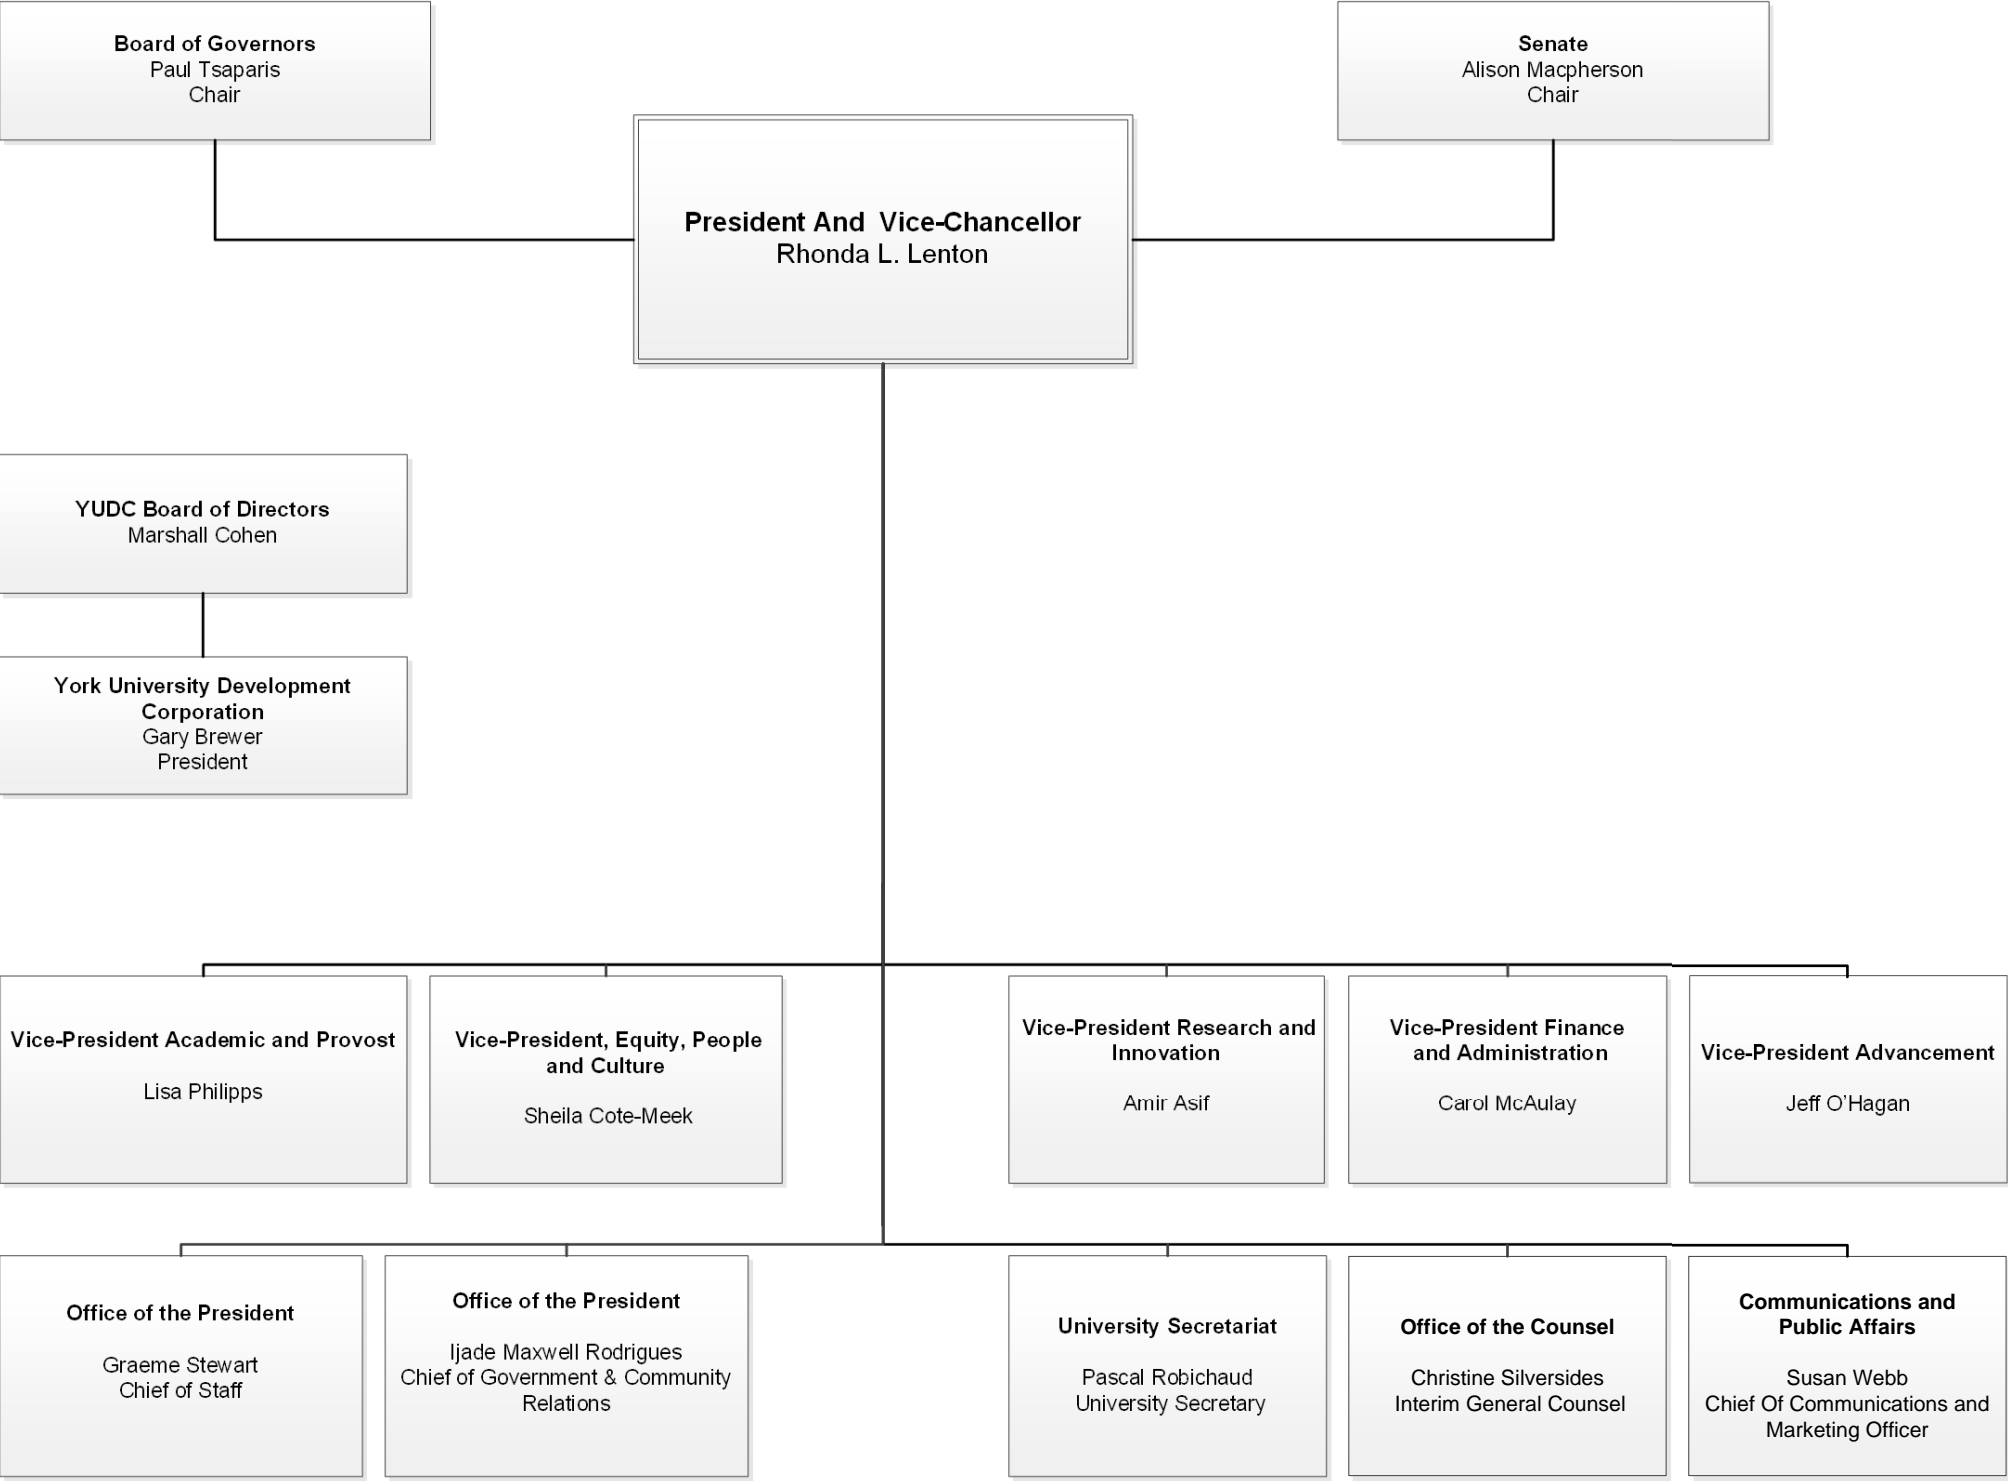 Board of Governors
Paul Tsaparis
Chair
Senate
Alison Macpherson
Chair
President And  Vice-Chancellor
Rhonda L. Lenton
YUDC Board of Directors
Marshall Cohen
York University Development
Corporation
Gary Brewer
President
Vice-President Academic and Provost
Lisa Philipps
Vice-President, Equity, People
and Culture
Sheila Cote-Meek
Vice-President Research and
Innovation
Amir Asif
Vice-President Finance
and Administration
Carol McAulay
Vice-President Advancement
Jeff O’Hagan
Office of the President
Graeme Stewart
Chief of Staff
Office of the President
Ijade Maxwell Rodrigues
Chief of Government & Community
Relations
University Secretariat
Pascal Robichaud
University Secretary
Office of the Counsel
Christine Silversides
Interim General Counsel
Communications and
Public Affairs
Susan Webb
Chief Of Communications and
Marketing Officer